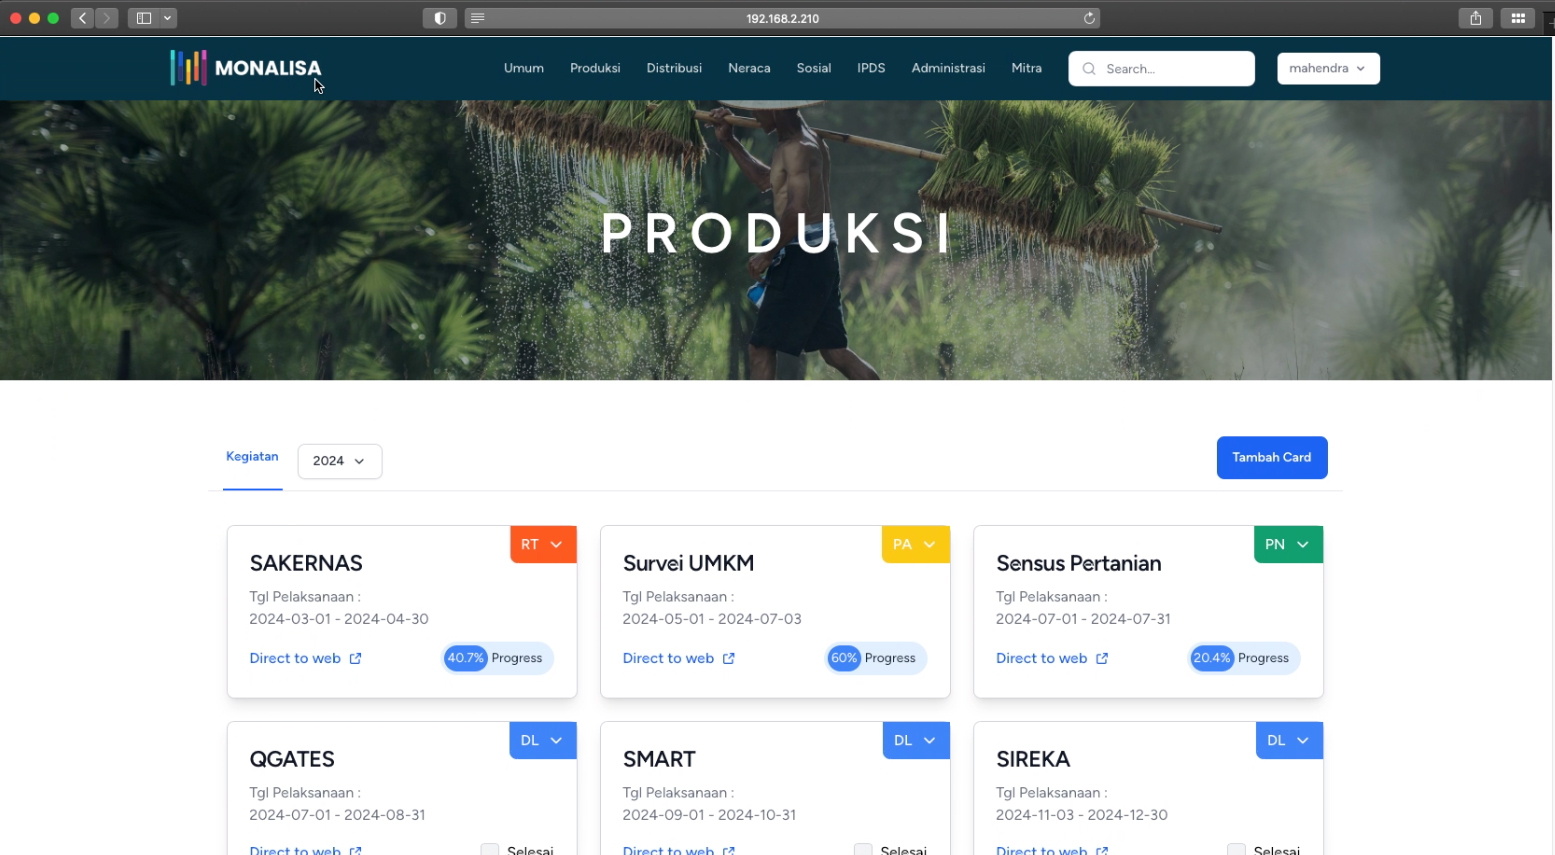 192.168.2.210
MONALISA
Umum Produksi Distribusi Neraca Sosial IPDS Administrasi Mitra Search... mahendra
PRODUKSI
Kegiatan 2024 Tambah Card
RT PA PN
SAKERNAS Survei UMKM Sensus Pertanian
Tgl Pelaksanaan : Tgl Pelaksanaan : Tgl Pelaksanaan :
2024-03-01 - 2024-04-30 2024-05-01 - 2024-07-03 2024-07-01 - 2024-07-31
Direct to web 40.7% Progress Direct to web 60% Progress Direct to web 20.4% Progress
DL DL DL
QGATES SMART SIREKA
Tgl Pelaksanaan : Tgl Pelaksanaan : Tgl Pelaksanaan :
2024-07-01 - 2024-08-31 2024-09-01 - 2024-10-31 2024-11-03 - 2024-12-30
Direct to web Selesai Direct to web Selesai Direct to web Selesai